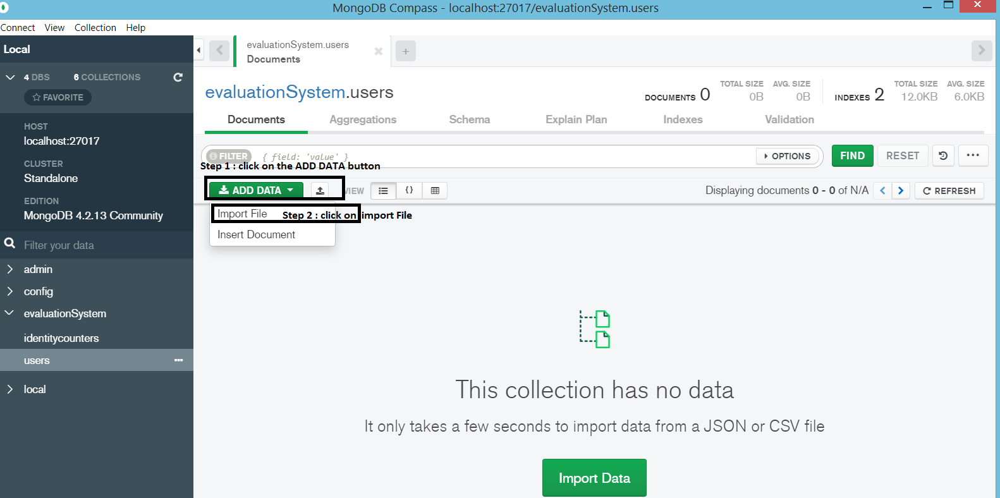 MongoDB Compass - localhost:27017/evaluationSystem.users
Connect View Collection Help
Local
4 DBS 6 COLLECTIONS
FAVORITE
HOST
localhost:27017
CLUSTER
Standalone
EDITION
MongoDB 4.2.13 Community
Filter your data
admin
config
evaluationSystem
identitycounters
users
local
evaluationSystem.users
Documents
evaluationSystem.users
DOCUMENTS 0 TOTAL SIZE 0B AVG. SIZE 0B INDEXES 2 TOTAL SIZE 12.0KB AVG. SIZE 6.0KB
Documents Aggregations Schema Explain Plan Indexes Validation
FILTER { field: 'value' } OPTIONS FIND RESET
Step 1 : click on the ADD DATA button
ADD DATA VIEW {} Displaying documents 0 - 0 of N/A REFRESH
Import File Step 2 : click on import File
Insert Document
This collection has no data
It only takes a few seconds to import data from a JSON or CSV file
Import Data